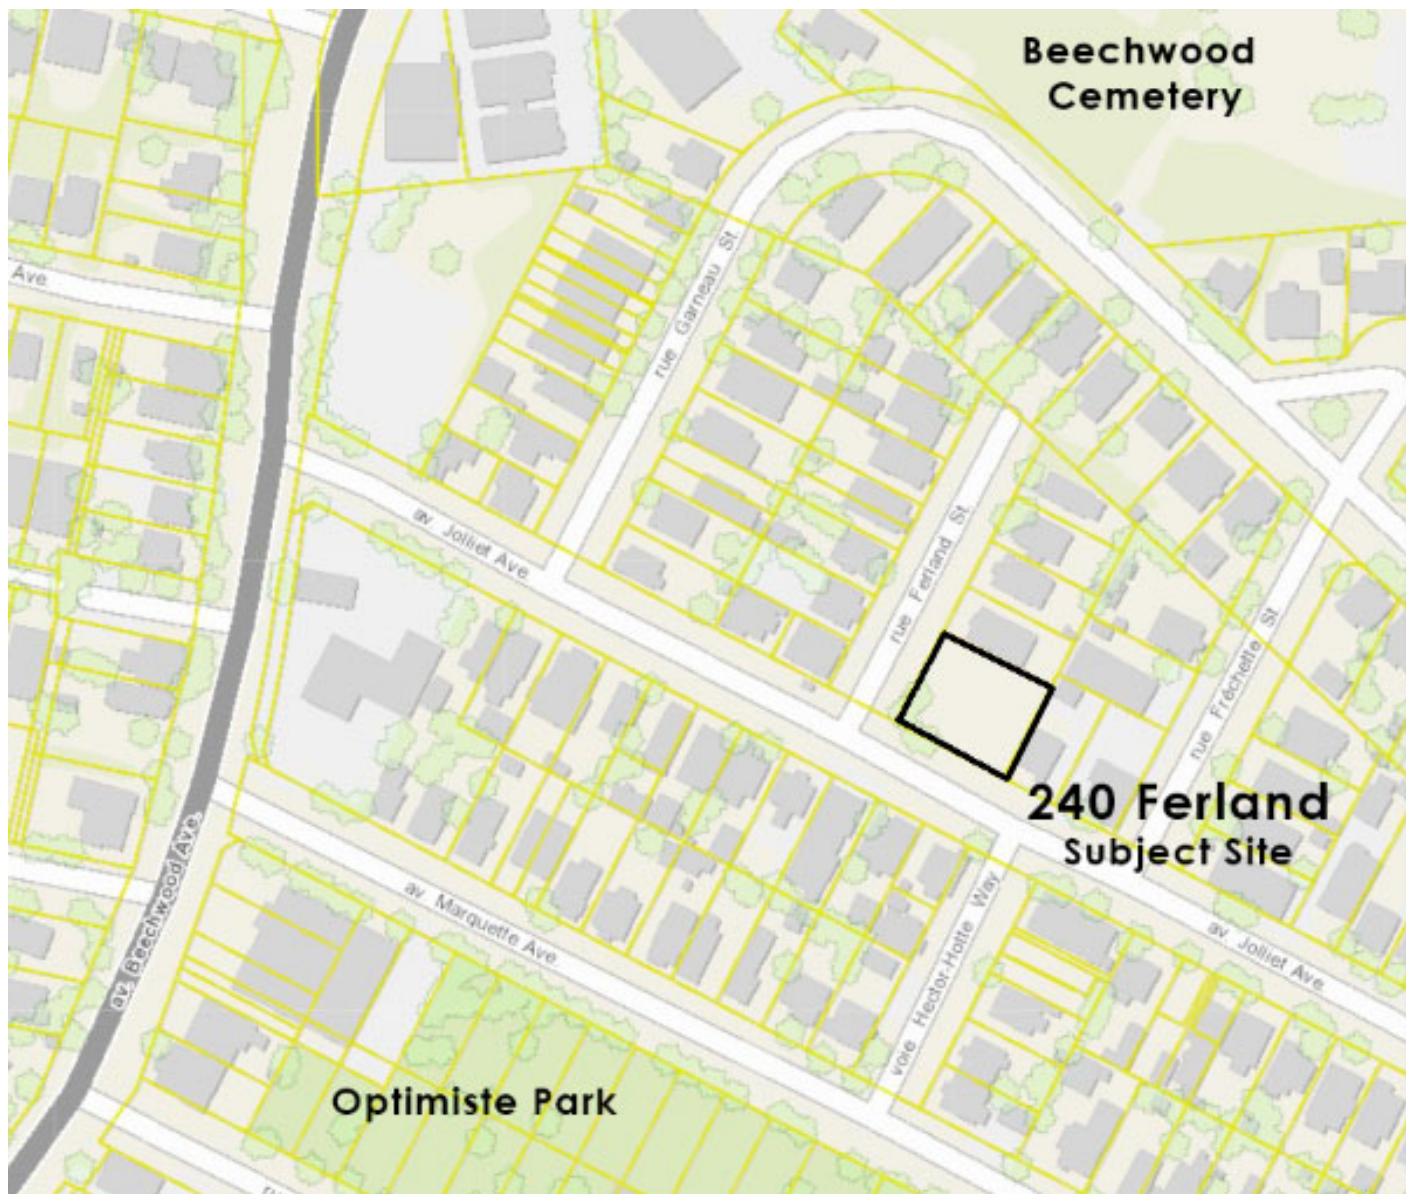 Beechwood
Cemetery
Ave
rue Garneau St
av Jolliet Ave
rue Ferland St
rue Fréchette St
240 Ferland
Subject Site
av Beechwood Ave
av Marquette Ave
voie Hector-Hotte Way
av Jolliet Ave
Optimiste Park